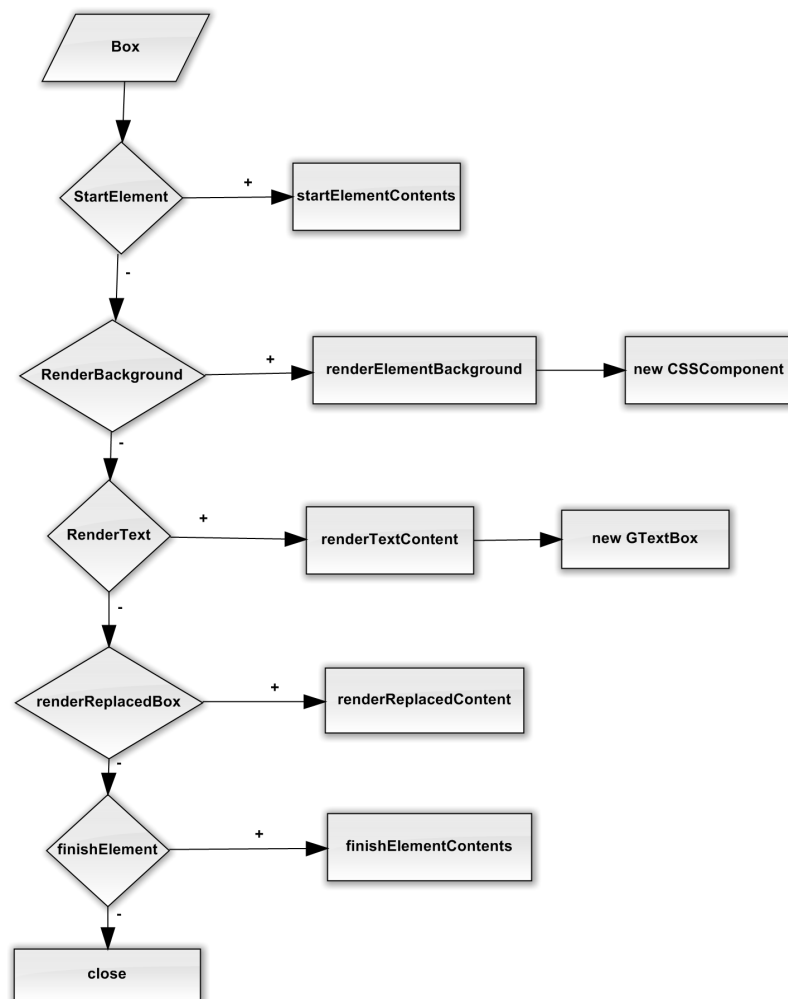 Box
StartElement
+
startElementContents
-
RenderBackground
+
renderElementBackground
new CSSComponent
-
RenderText
+
renderTextContent
new GTextBox
-
renderReplacedBox
+
renderReplacedContent
-
finishElement
+
finishElementContents
-
close